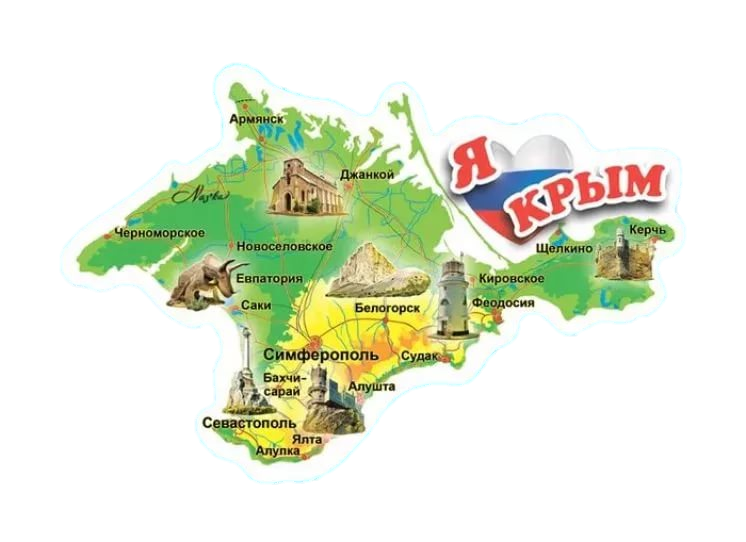 Армянск
Джанкой
Я
КРЫМ
Черноморское
Новоселовское
Щелкино
Керчь
Евпатория
Кировское
Саки
Белогорск
Феодосия
Симферополь
Судак
Бахчи-
сарай
Алушта
Севастополь
Ялта
Алупка